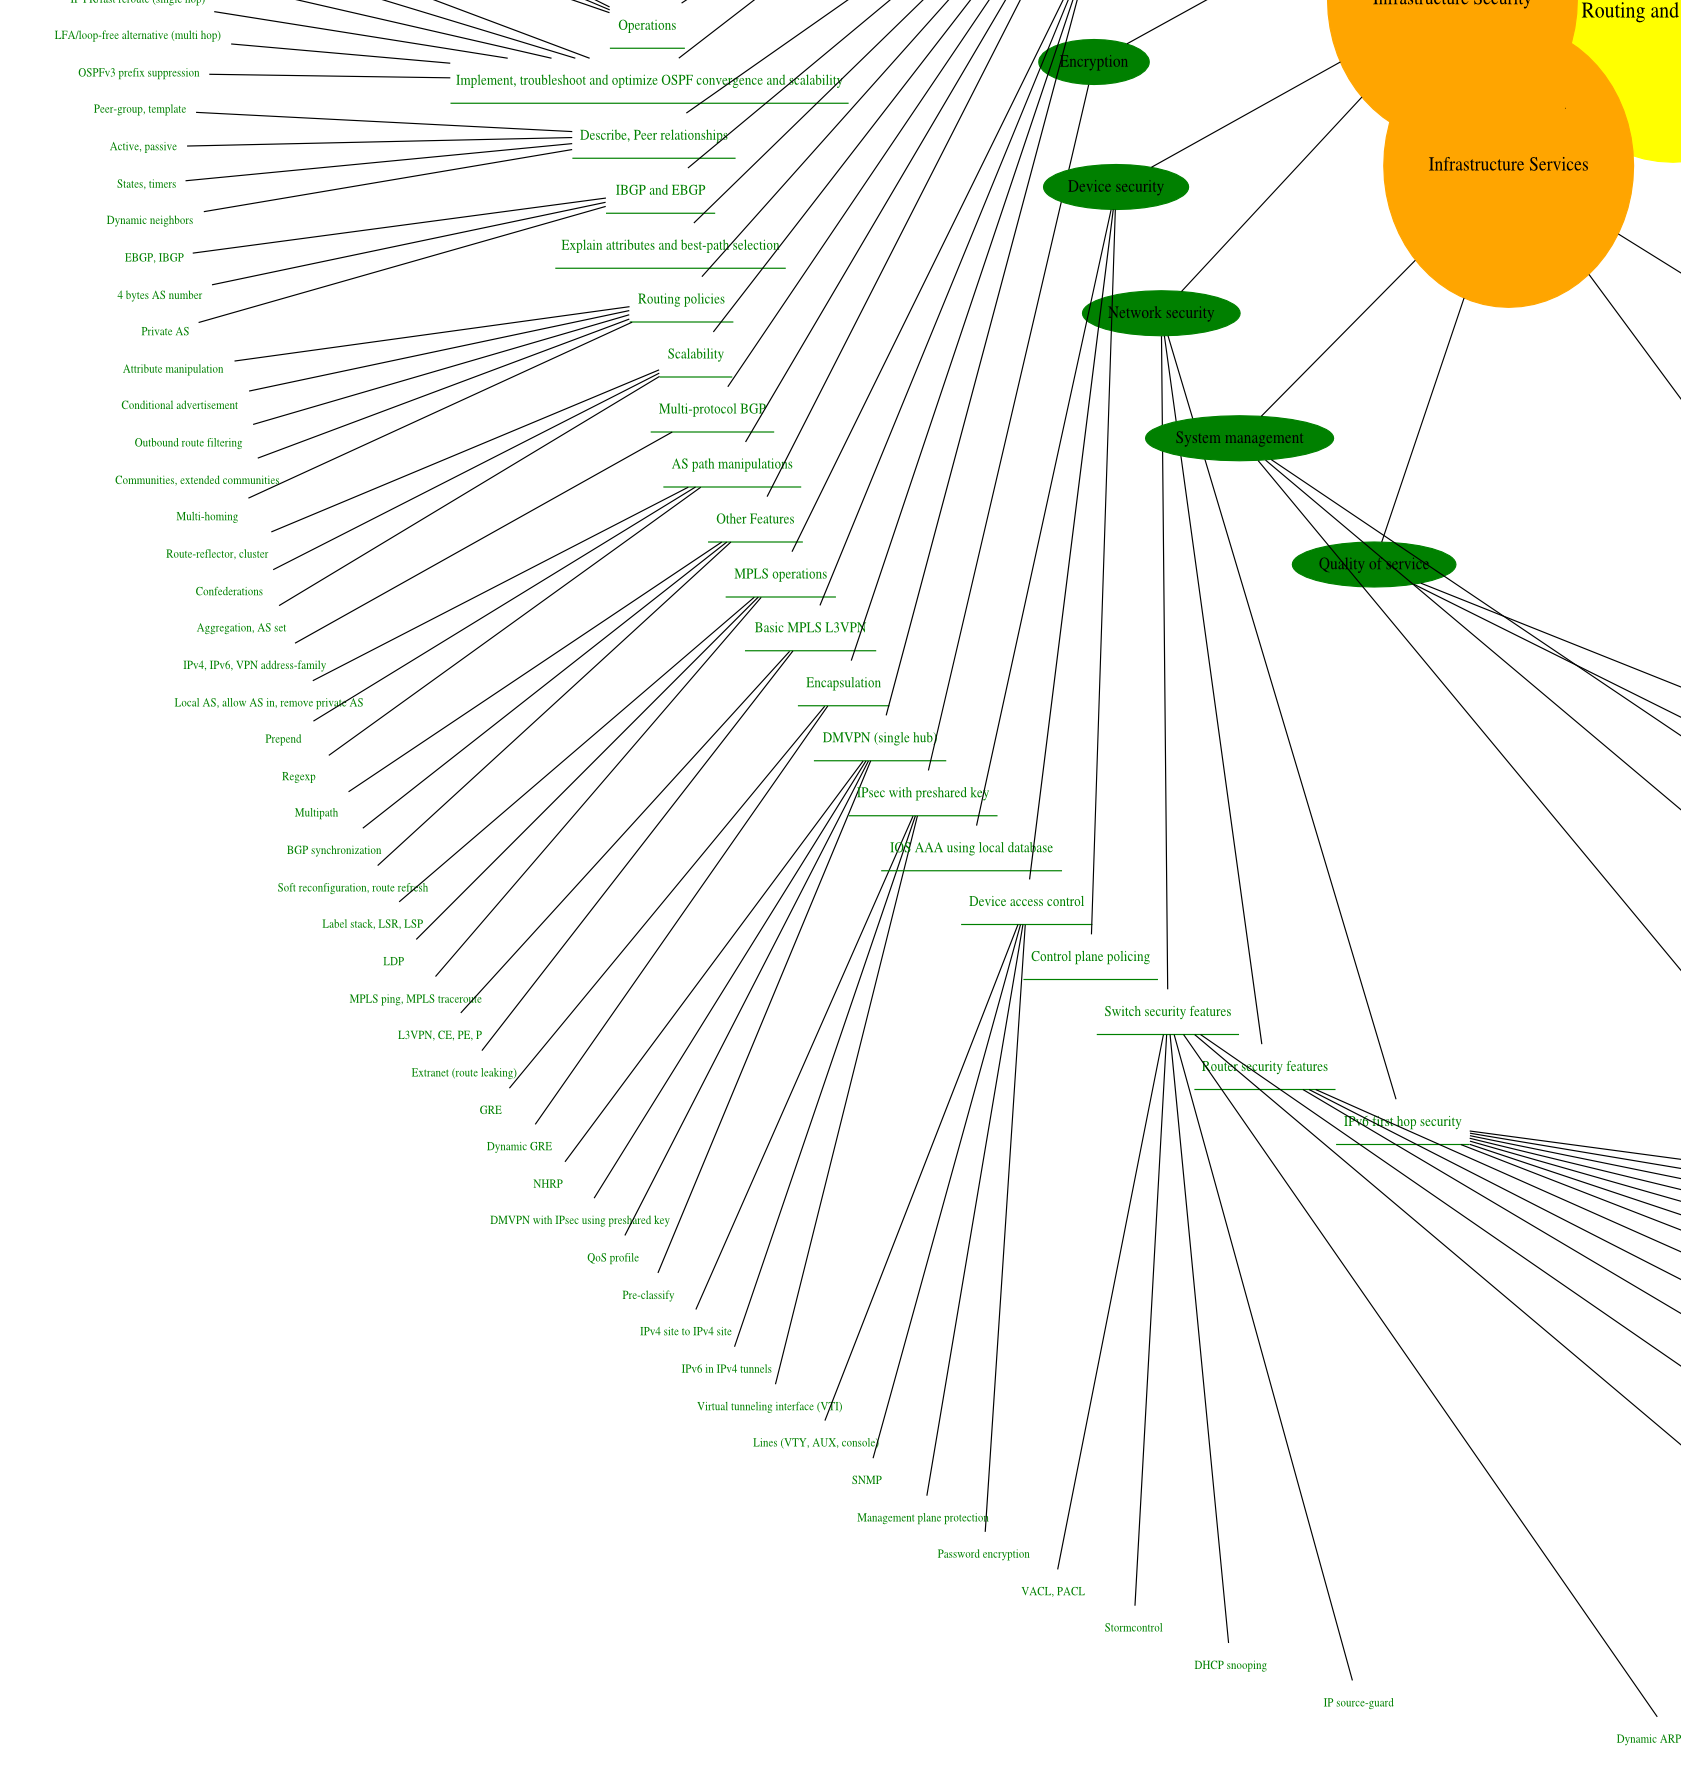 IP FR/fast reroute (single hop)
LFA/loop-free alternative (multi hop)
OSPFv3 prefix suppression
Peer-group, template
Active, passive
States, timers
Dynamic neighbors
EBGP, IBGP
4 bytes AS number
Private AS
Attribute manipulation
Conditional advertisement
Outbound route filtering
Communities, extended communities
Multi-homing
Route-reflector, cluster
Confederations
Aggregation, AS set
IPv4, IPv6, VPN address-family
Local AS, allow AS in, remove private AS
Prepend
Regexp
Multipath
BGP synchronization
Soft reconfiguration, route refresh
Label stack, LSR, LSP
LDP
MPLS ping, MPLS traceroute
L3VPN, CE, PE, P
Extranet (route leaking)
GRE
Dynamic GRE
NHRP
DMVPN with IPsec using preshared key
QoS profile
Pre-classify
IPv4 site to IPv4 site
IPv6 in IPv4 tunnels
Virtual tunneling interface (VTI)
Lines (VTY, AUX, console)
SNMP
Management plane protection
Password encryption
VACL, PACL
Stormcontrol
DHCP snooping
IP source-guard
Dynamic ARP
Operations
Implement, troubleshoot and optimize OSPF convergence and scalability
Describe, Peer relationships
IBGP and EBGP
Explain attributes and best-path selection
Routing policies
Scalability
Multi-protocol BGP
AS path manipulations
Other Features
MPLS operations
Basic MPLS L3VPN
Encapsulation
DMVPN (single hub)
IPsec with preshared key
IOS AAA using local database
Device access control
Control plane policing
Switch security features
Router security features
IPv6 first hop security
Encryption
Device security
Network security
System management
Quality of service
Infrastructure Security
Infrastructure Services
Routing and